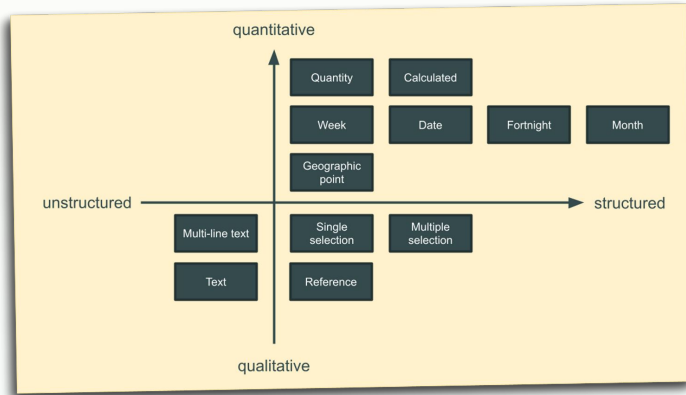 quantitative
Quantity Calculated
Week Date Fortnight Month
Geographic
point
unstructured structured
Multi-line text Single
selection Multiple
selection
Text Reference
qualitative